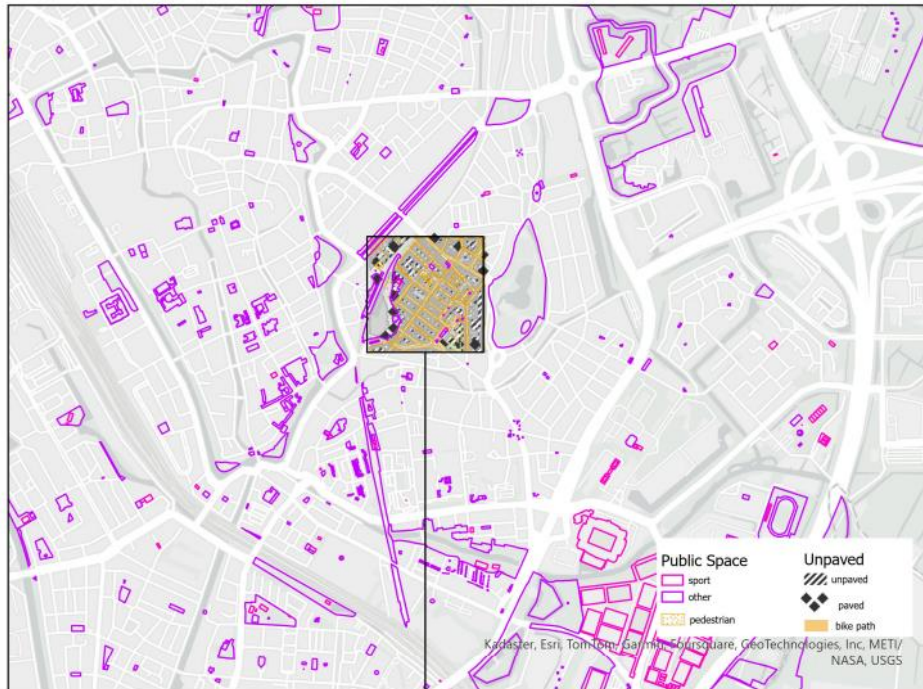 Public Space
sport
other
pedestrian
Unpaved
unpaved
paved
bike path
Kadaster, Esri, TomTom, Garmin, Foursquare, GeoTechnologies, Inc, METI/
NASA, USGS